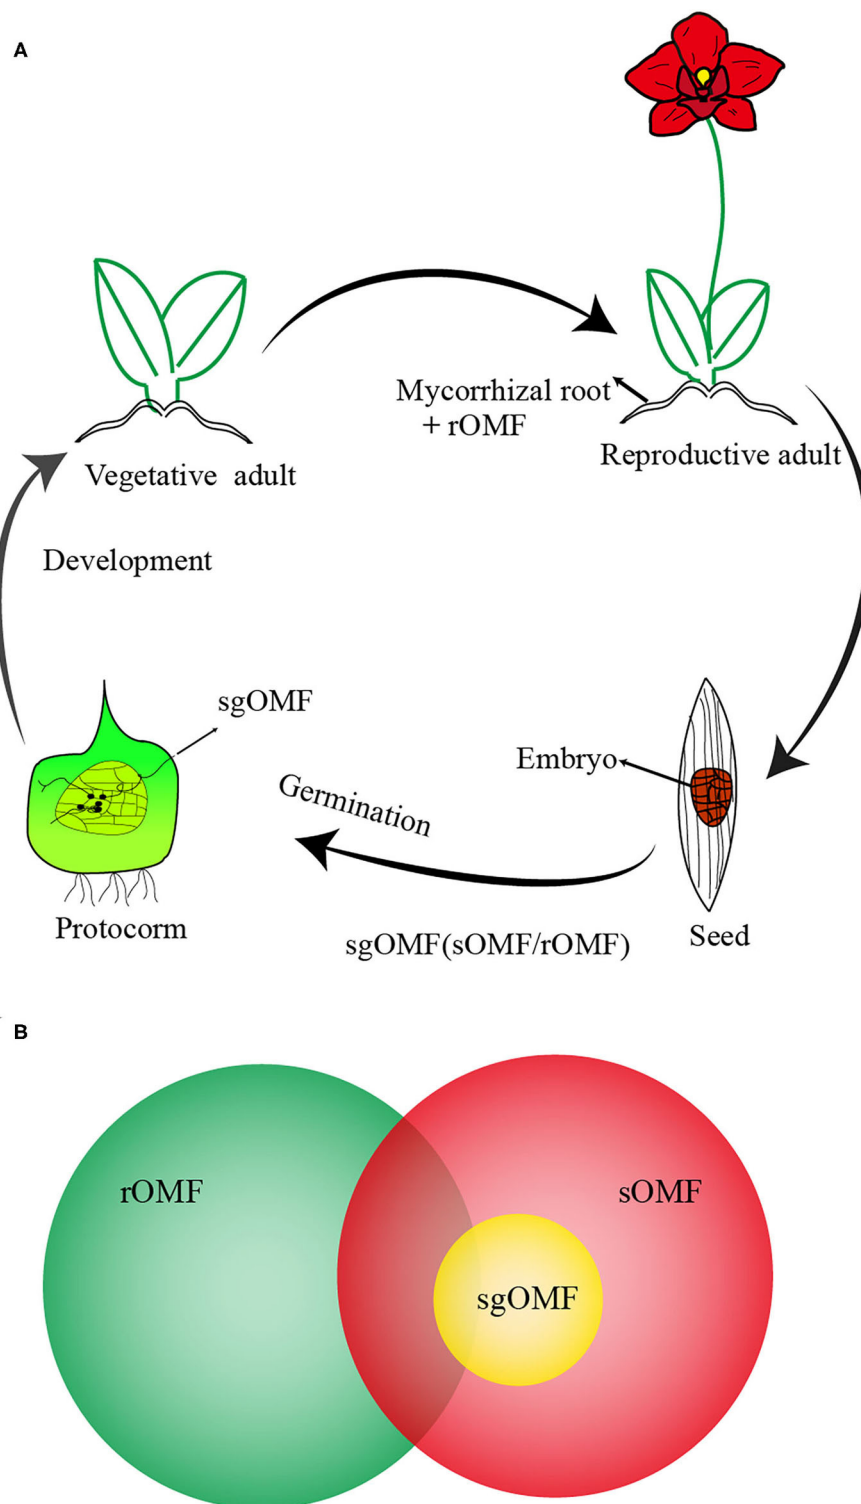 A
Mycorrhizal root
+ rOMF
Reproductive adult
Vegetative adult
Development
sgOMF
Embryo
Germination
Protocorm
Seed
sgOMF(sOMF/rOMF)
B
rOMF
sOMF
sgOMF